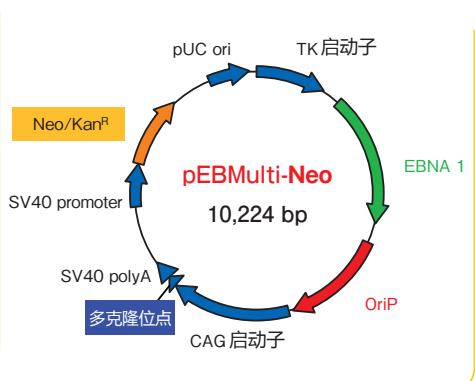 pUC ori
TK启动子
Neo/Kanᴿ
EBNA 1
pEBMulti-Neo
10,224 bp
SV40 promoter
SV40 polyA
多克隆位点
OriP
CAG启动子